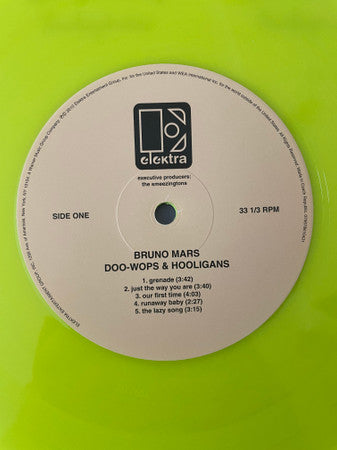 elektra
executive producers:
the smeezingtons
SIDE ONE
33 1/3 RPM
BRUNO MARS
DOO-WOPS & HOOLIGANS
1. grenade (3:42)
2. just the way you are (3:40)
3. our first time (4:03)
4. runaway baby (2:27)
5. the lazy song (3:15)